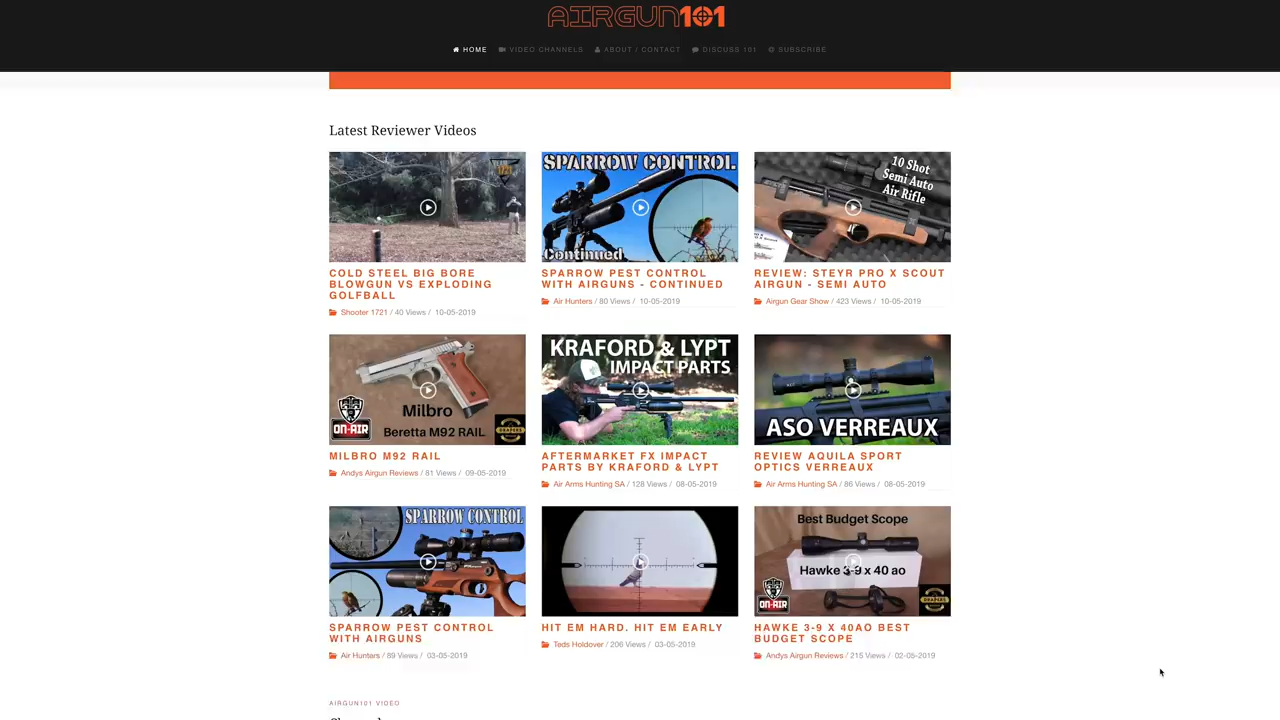 AIRGUN101
HOME
VIDEO CHANNELS
ABOUT / CONTACT
DISCUSS 101
SUBSCRIBE
Latest Reviewer Videos
1721
COLD STEEL BIG BORE
BLOWGUN VS EXPLODING
GOLFBALL
Shooter 1721 / 40 Views / 10-05-2019
SPARROW CONTROL
Continued
SPARROW PEST CONTROL
WITH AIRGUNS - CONTINUED
Air Hunters / 80 Views / 10-05-2019
10 Shot
Semi Auto
Air Rifle
REVIEW: STEYR PRO X SCOUT
AIRGUN - SEMI AUTO
Airgun Gear Show / 423 Views / 10-05-2019
Milbro
Beretta M92 RAIL
ON-AIR
MILBRO M92 RAIL
Andys Airgun Reviews / 81 Views / 09-05-2019
KRAFORD & LYPT
IMPACT PARTS
AFTERMARKET FX IMPACT
PARTS BY KRAFORD & LYPT
Air Arms Hunting SA / 128 Views / 08-05-2019
ASO VERREAUX
REVIEW AQUILA SPORT
OPTICS VERREAUX
Air Arms Hunting SA / 86 Views / 08-05-2019
SPARROW CONTROL
SPARROW PEST CONTROL
WITH AIRGUNS
Air Hunters / 89 Views / 03-05-2019
HIT EM HARD. HIT EM EARLY
Teds Holdover / 206 Views / 03-05-2019
Best Budget Scope
Hawke 3-9 x 40 ao
ON-AIR
HAWKE 3-9 X 40AO BEST
BUDGET SCOPE
Andys Airgun Reviews / 215 Views / 02-05-2019
AIRGUN101 VIDEO